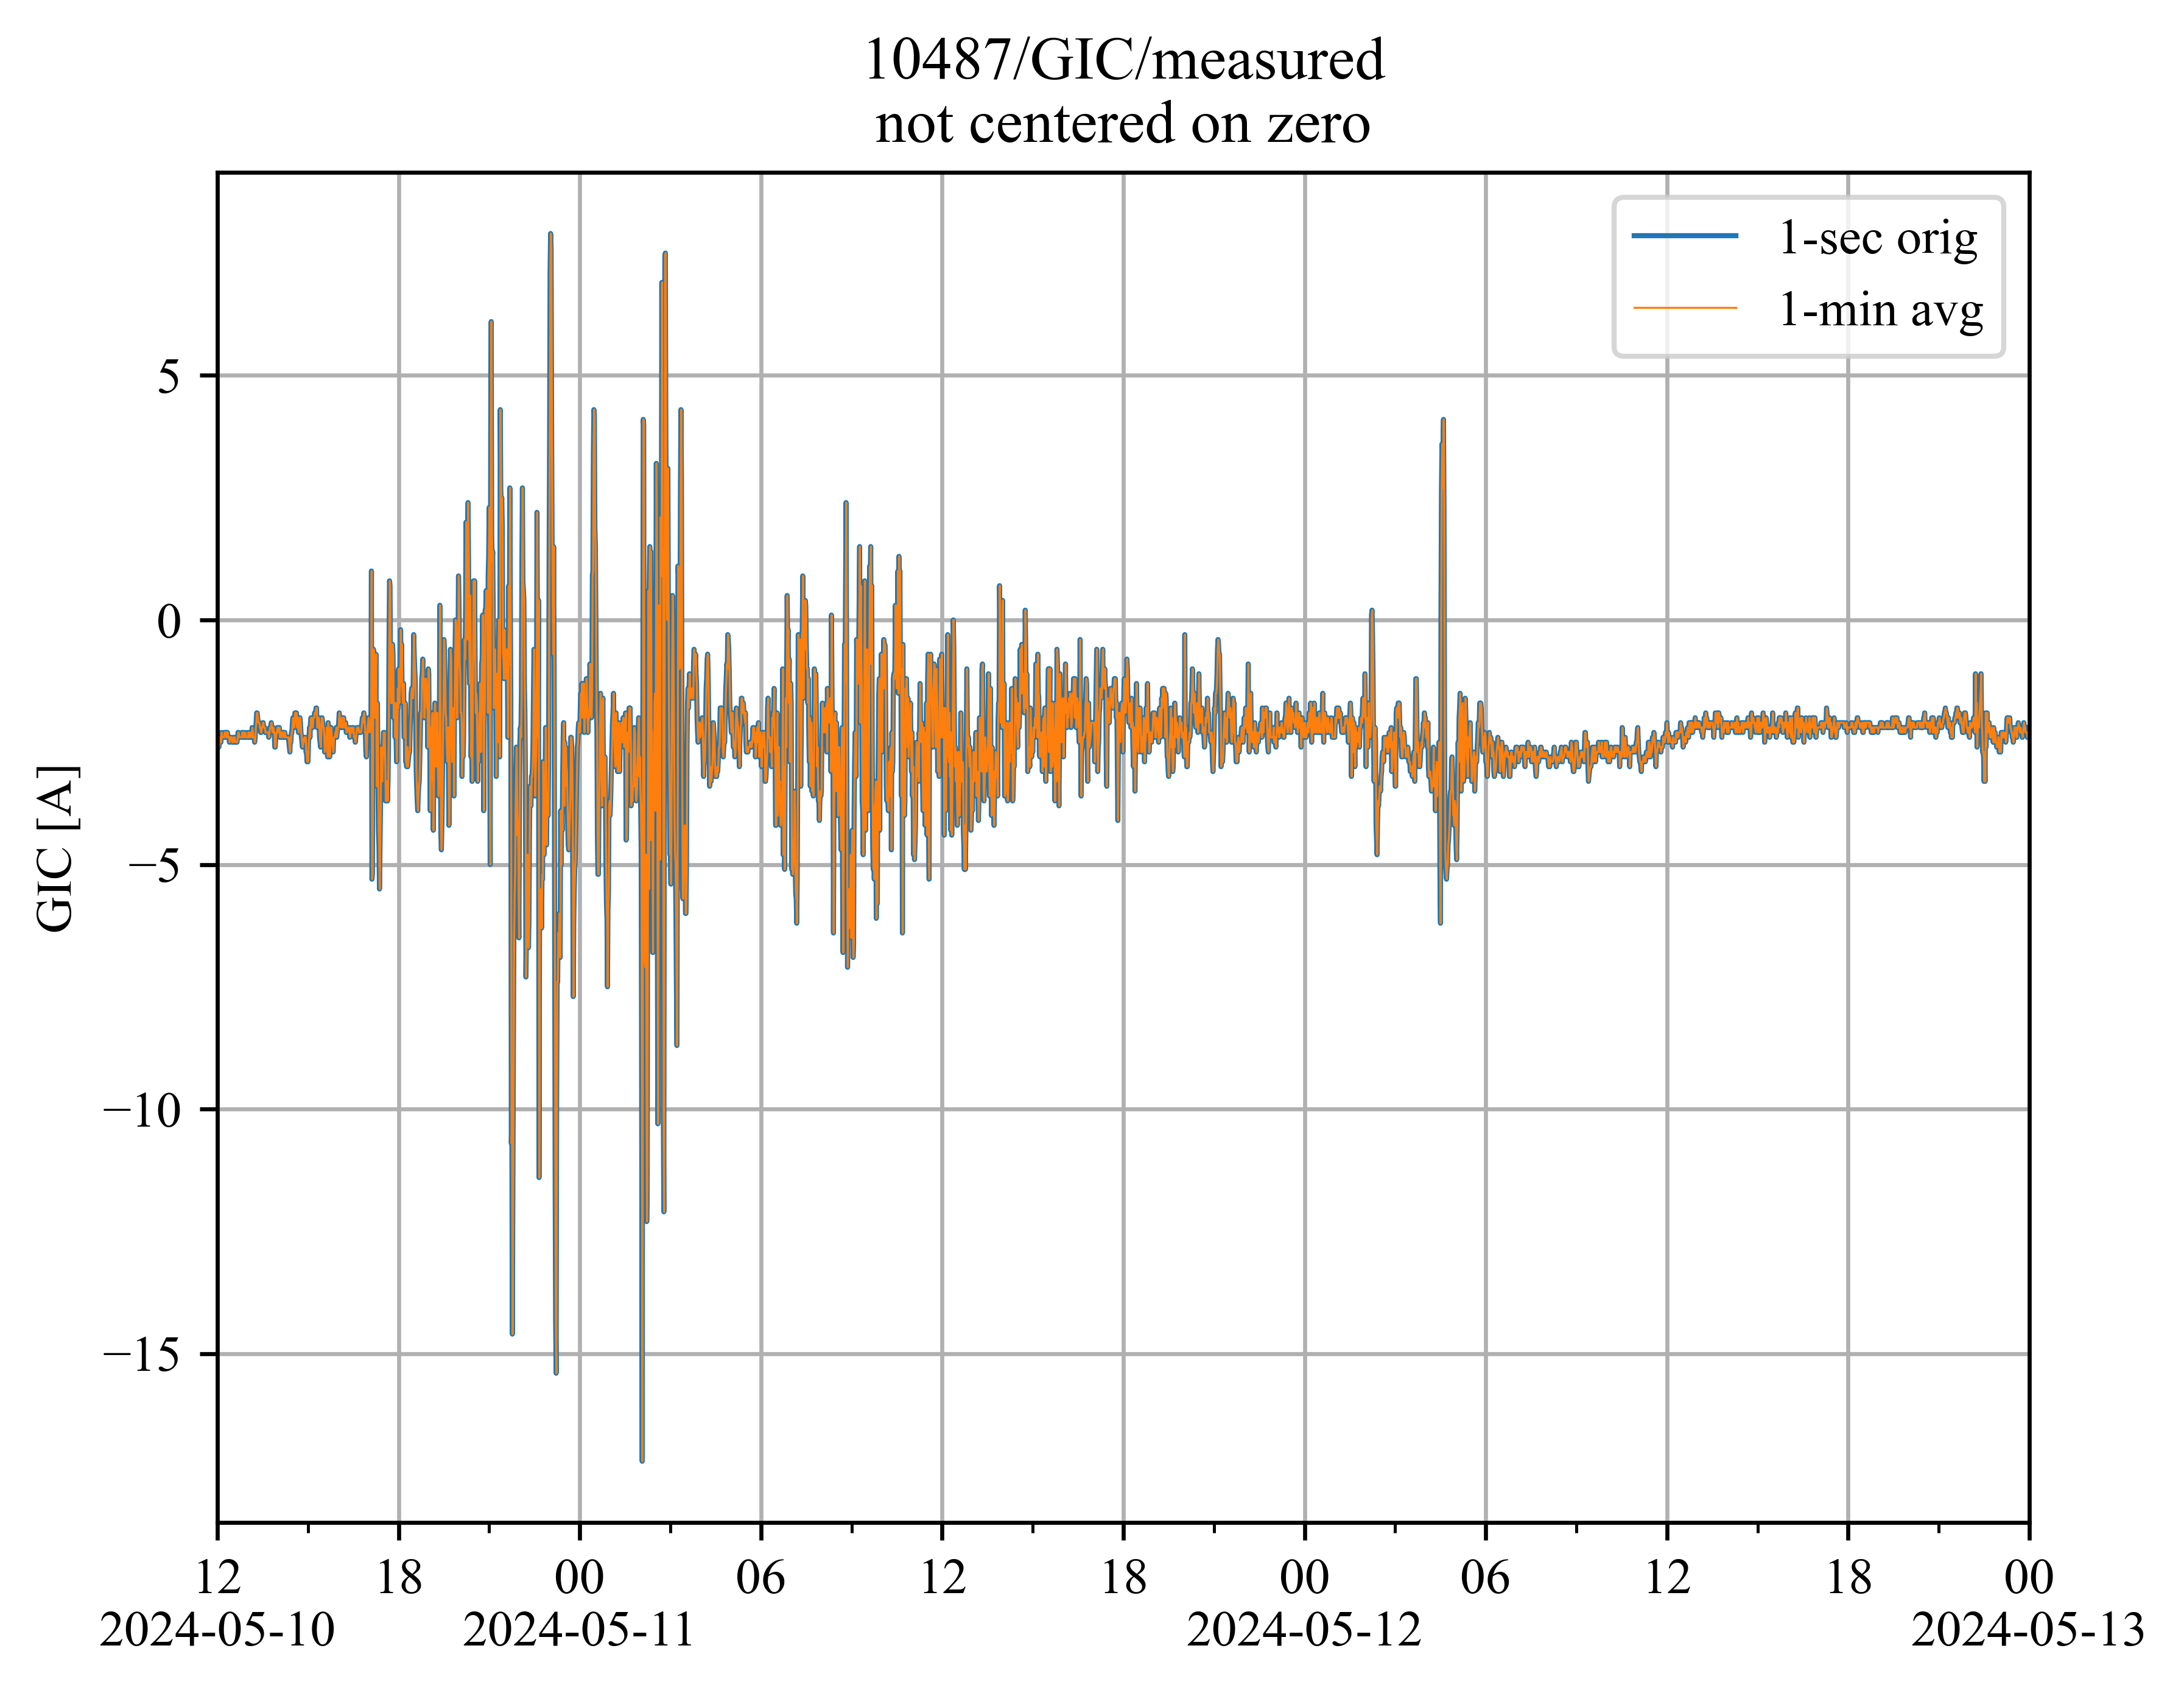 10487/GIC/measured
not centered on zero
1-sec orig
1-min avg
5
0
−5
−10
−15
GIC [A]
12 18 00 06 12 18 00 06 12 18 00
2024-05-10 2024-05-11 2024-05-12 2024-05-13